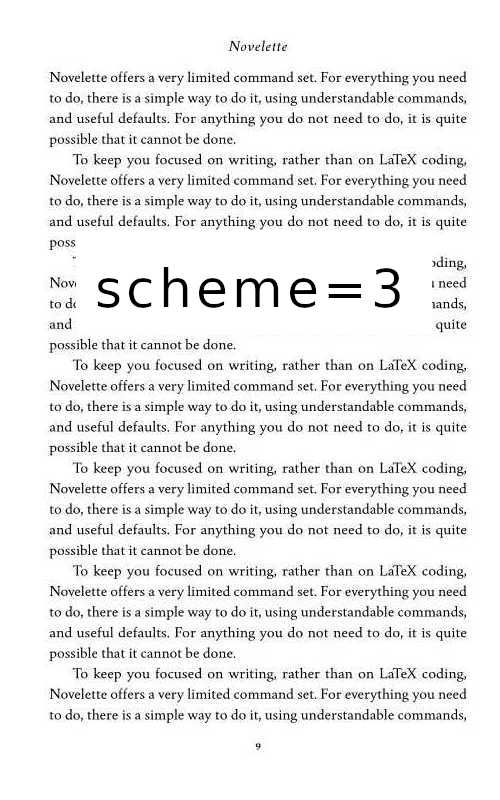 Novelette
Novelette offers a very limited command set. For everything you need
to do, there is a simple way to do it, using understandable commands,
and useful defaults. For anything you do not need to do, it is quite
possible that it cannot be done.
To keep you focused on writing, rather than on LaTeX coding,
Novelette offers a very limited command set. For everything you need
to do, there is a simple way to do it, using understandable commands,
and useful defaults. For anything you do not need to do, it is quite
poss
oding,
Nov need
to do ands,
and quite
scheme=3
possible that it cannot be done.
To keep you focused on writing, rather than on LaTeX coding,
Novelette offers a very limited command set. For everything you need
to do, there is a simple way to do it, using understandable commands,
and useful defaults. For anything you do not need to do, it is quite
possible that it cannot be done.
To keep you focused on writing, rather than on LaTeX coding,
Novelette offers a very limited command set. For everything you need
to do, there is a simple way to do it, using understandable commands,
and useful defaults. For anything you do not need to do, it is quite
possible that it cannot be done.
To keep you focused on writing, rather than on LaTeX coding,
Novelette offers a very limited command set. For everything you need
to do, there is a simple way to do it, using understandable commands,
and useful defaults. For anything you do not need to do, it is quite
possible that it cannot be done.
To keep you focused on writing, rather than on LaTeX coding,
Novelette offers a very limited command set. For everything you need
to do, there is a simple way to do it, using understandable commands,
9